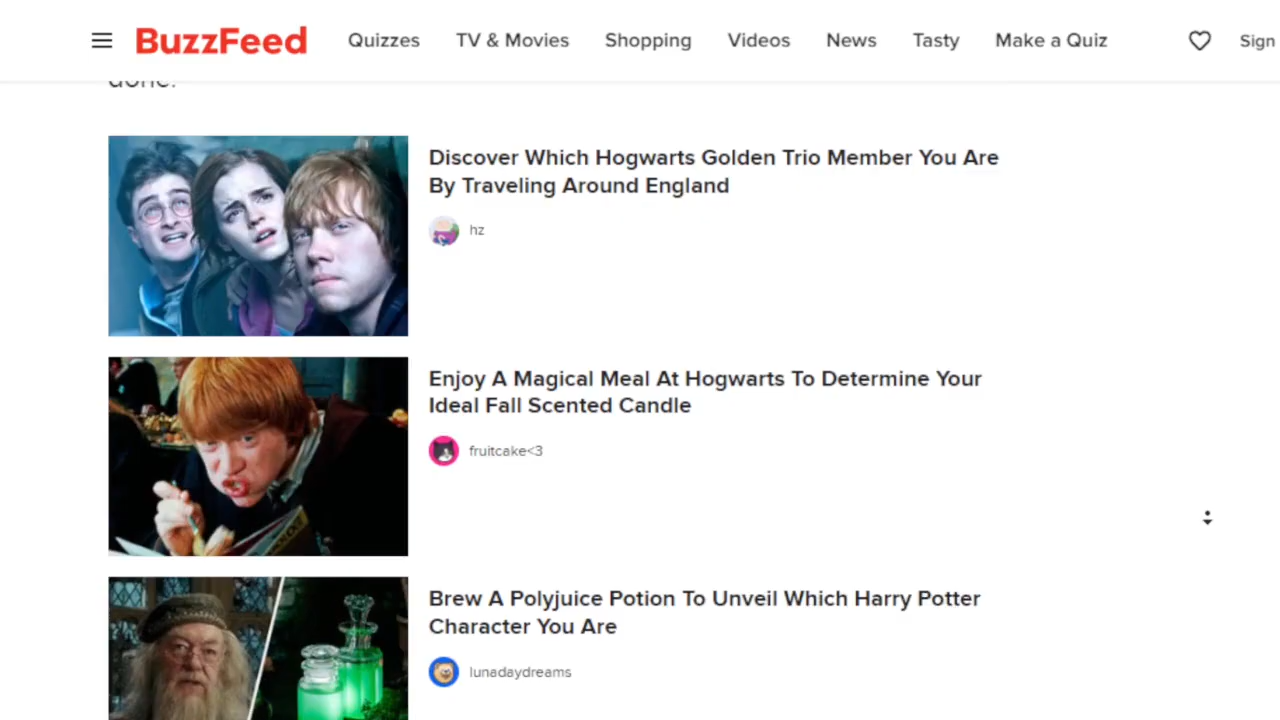 BuzzFeed Quizzes TV & Movies Shopping Videos News Tasty Make a Quiz Sign
done.
Discover Which Hogwarts Golden Trio Member You Are
By Traveling Around England
hz
Enjoy A Magical Meal At Hogwarts To Determine Your
Ideal Fall Scented Candle
fruitcake<3
Brew A Polyjuice Potion To Unveil Which Harry Potter
Character You Are
lunadaydreams